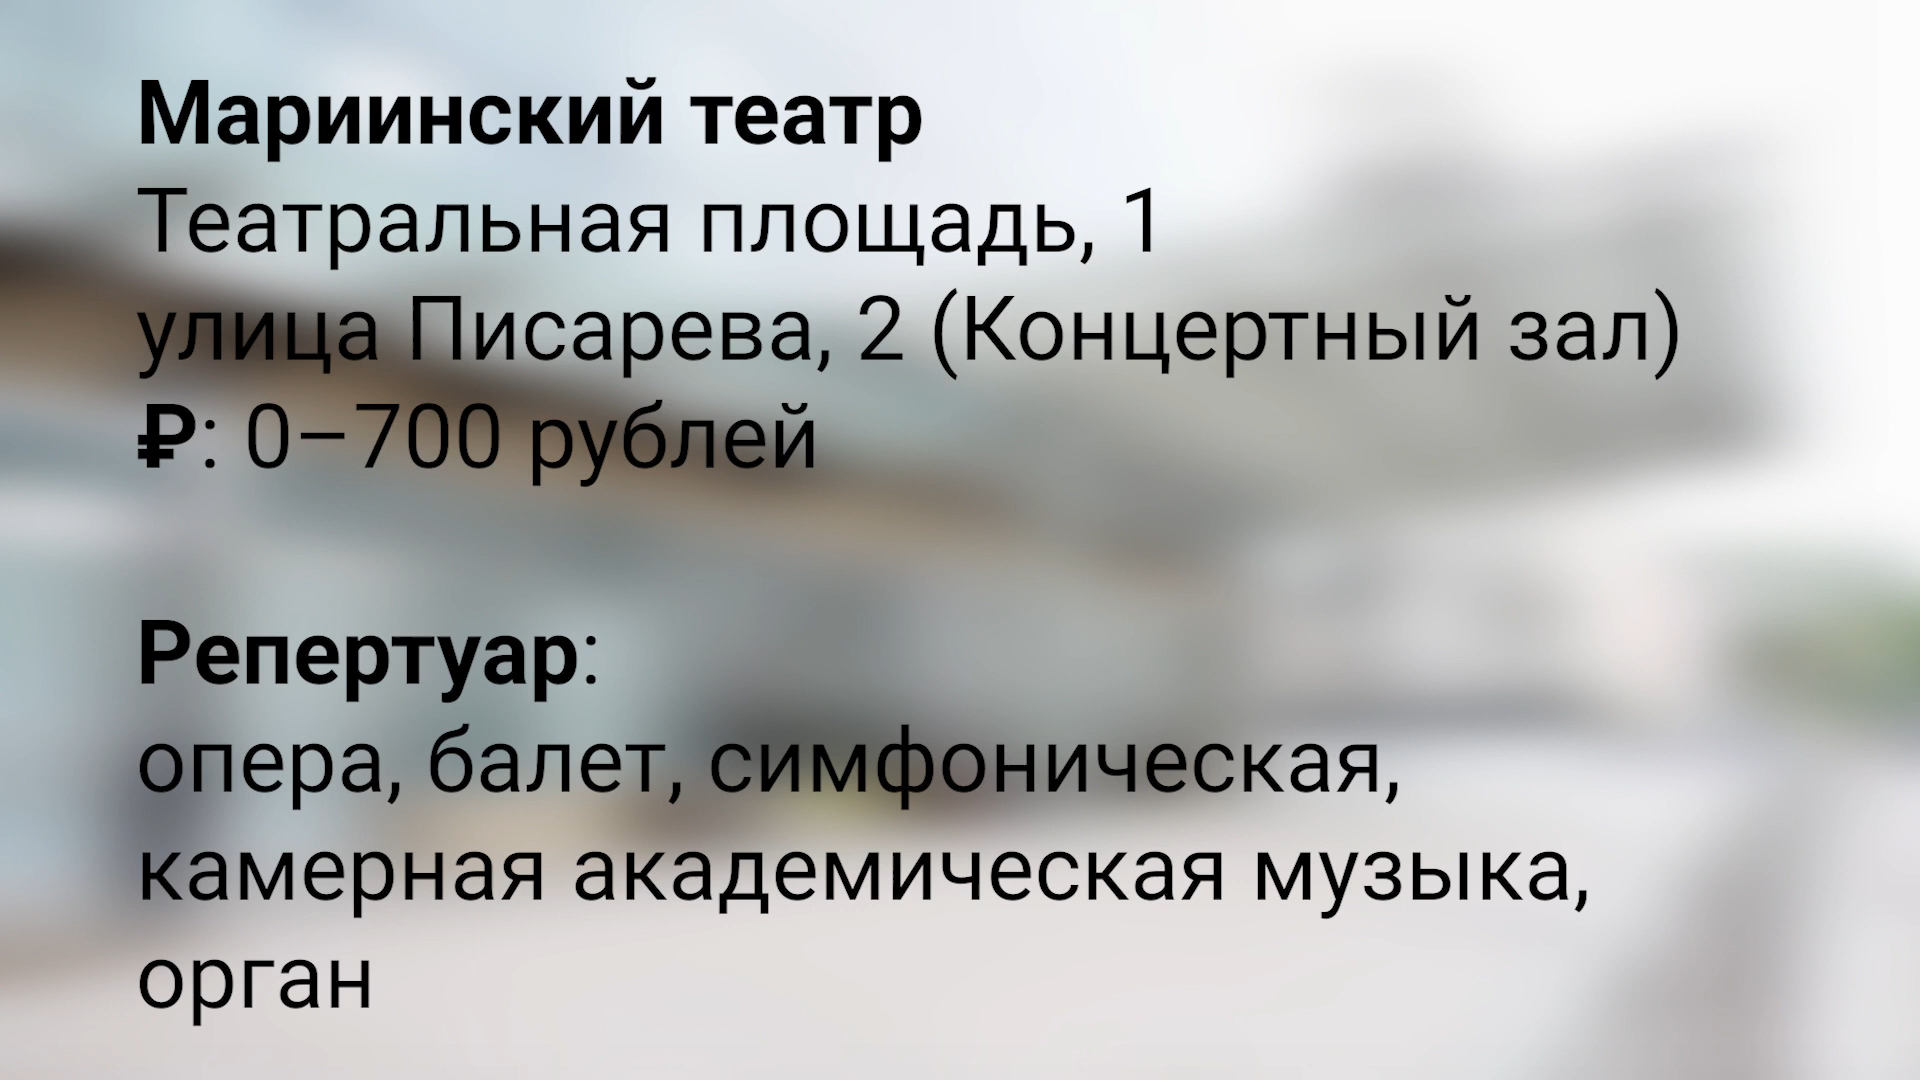 Мариинский театр
Театральная площадь, 1
улица Писарева, 2 (Концертный зал)
₽: 0–700 рублей
Репертуар:
опера, балет, симфоническая,
камерная академическая музыка,
орган